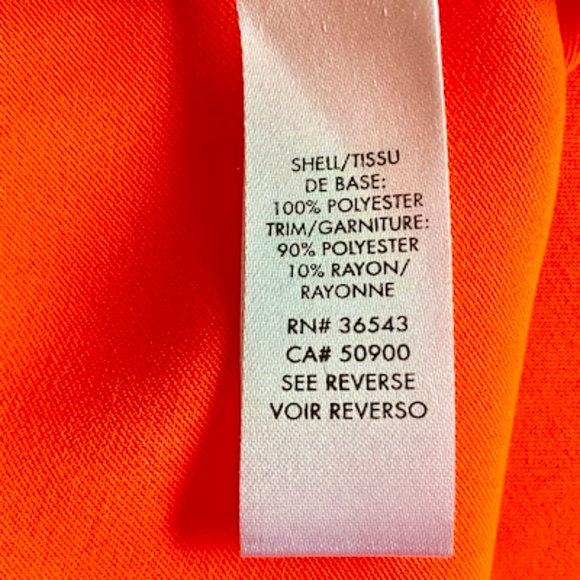 SHELL/TISSU
DE BASE:
100% POLYESTER
TRIM/GARNITURE:
90% POLYESTER
10% RAYON/
RAYONNE
RN# 36543
CA# 50900
SEE REVERSE
VOIR REVERSO